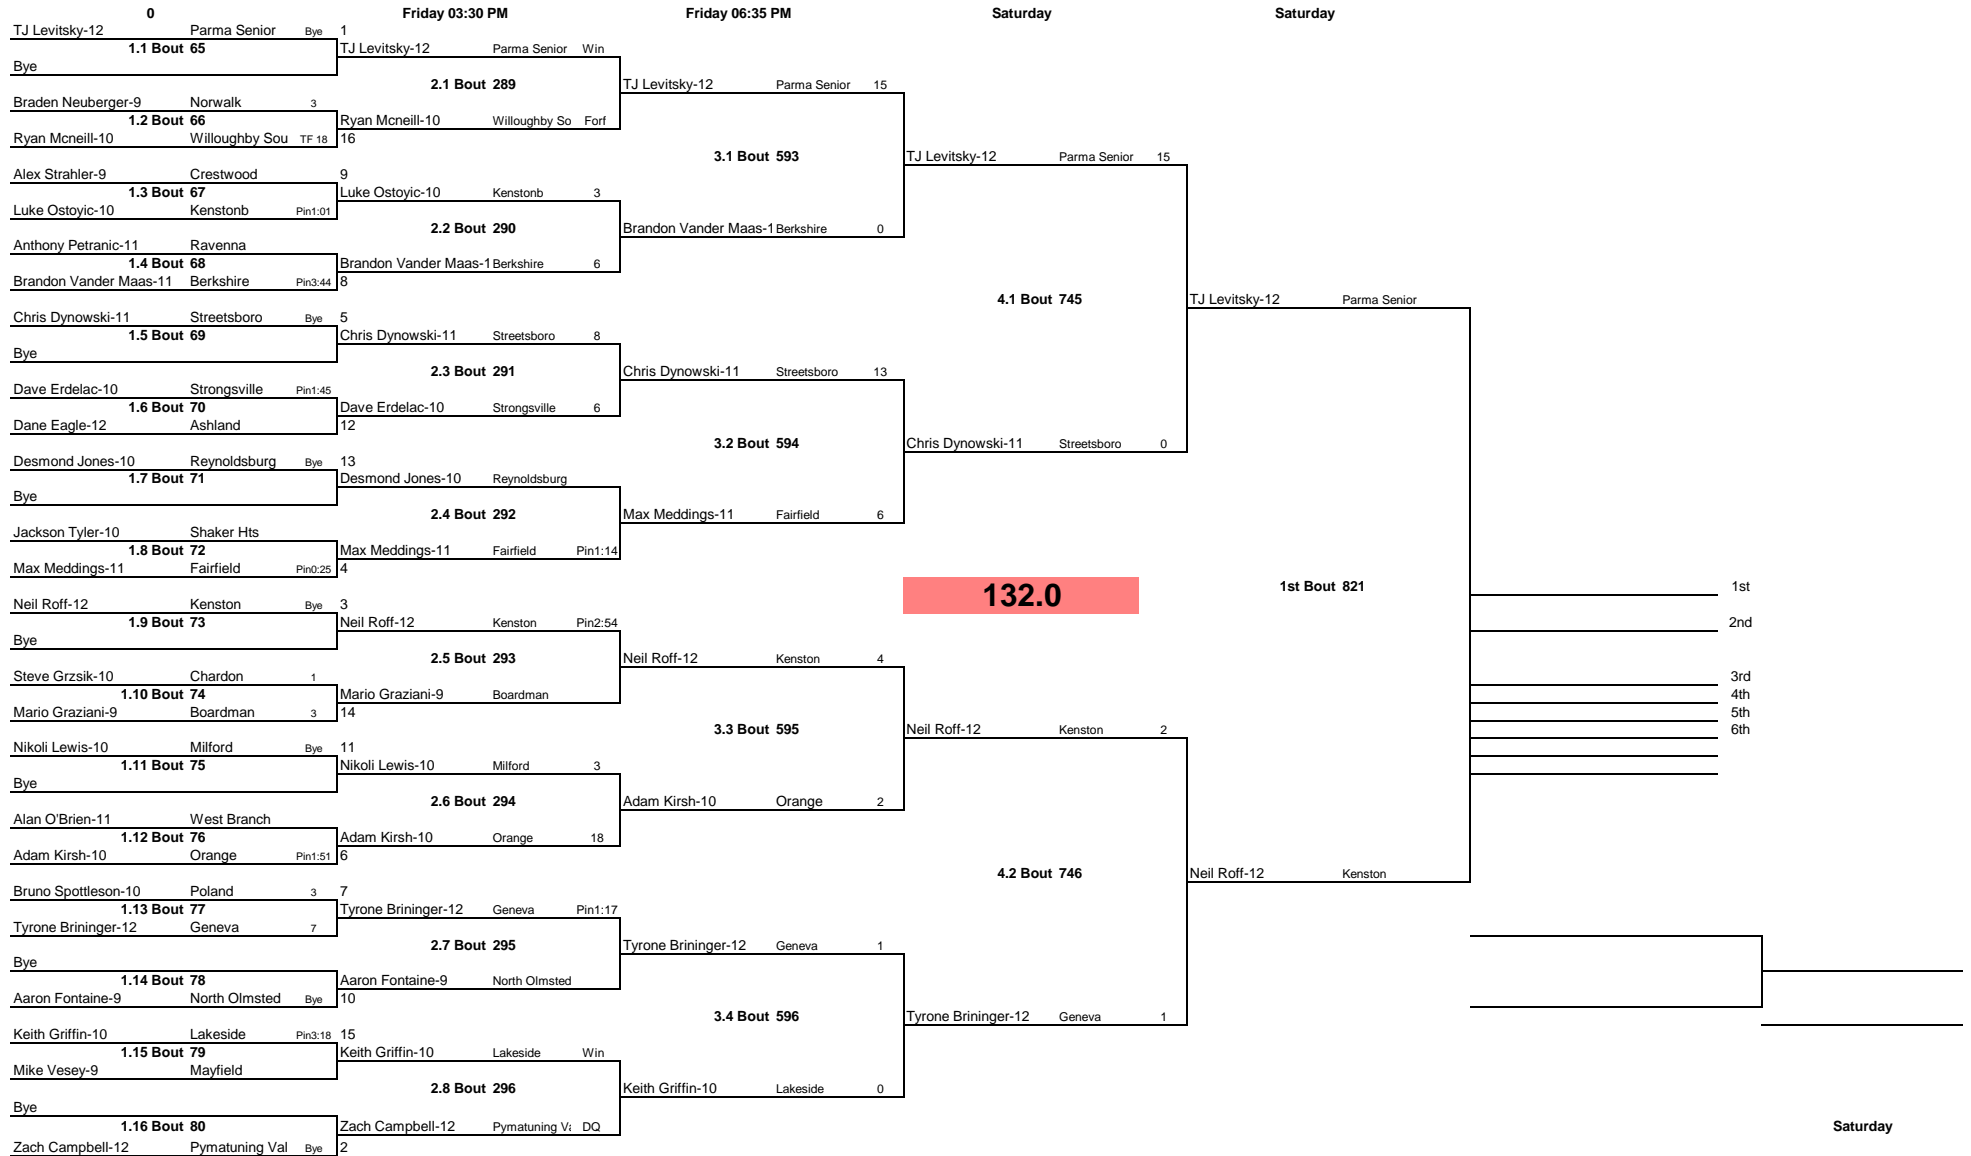 0 Friday 03:30 PM Friday 06:35 PM Saturday Saturday
TJ Levitsky-12 Parma Senior Bye 1
1.1 Bout 65
Bye
Braden Neuberger-9 Norwalk 3
1.2 Bout 66
Ryan Mcneill-10 Willoughby Sou TF 18 16
Alex Strahler-9 Crestwood 9
1.3 Bout 67
Luke Ostoyic-10 Kenstonb Pin1:01
Anthony Petranic-11 Ravenna
1.4 Bout 68
Brandon Vander Maas-11 Berkshire Pin3:44 8
Chris Dynowski-11 Streetsboro Bye 5
1.5 Bout 69
Bye
Dave Erdelac-10 Strongsville Pin1:45
1.6 Bout 70
Dane Eagle-12 Ashland 12
Desmond Jones-10 Reynoldsburg Bye 13
1.7 Bout 71
Bye
Jackson Tyler-10 Shaker Hts
1.8 Bout 72
Max Meddings-11 Fairfield Pin0:25 4
Neil Roff-12 Kenston Bye 3
1.9 Bout 73
Bye
Steve Grzsik-10 Chardon 1
1.10 Bout 74
Mario Graziani-9 Boardman 3 14
Nikoli Lewis-10 Milford Bye 11
1.11 Bout 75
Bye
Alan O'Brien-11 West Branch
1.12 Bout 76
Adam Kirsh-10 Orange Pin1:51 6
Bruno Spottleson-10 Poland 3 7
1.13 Bout 77
Tyrone Brininger-12 Geneva 7
Bye
1.14 Bout 78
Aaron Fontaine-9 North Olmsted Bye 10
Keith Griffin-10 Lakeside Pin3:18 15
1.15 Bout 79
Mike Vesey-9 Mayfield
Bye
1.16 Bout 80
Zach Campbell-12 Pymatuning Val Bye 2
TJ Levitsky-12 Parma Senior Win
2.1 Bout 289
Ryan Mcneill-10 Willoughby So Forf
Luke Ostoyic-10 Kenstonb 3
2.2 Bout 290
Brandon Vander Maas-1 Berkshire 6
Chris Dynowski-11 Streetsboro 8
2.3 Bout 291
Dave Erdelac-10 Strongsville 6
Desmond Jones-10 Reynoldsburg
2.4 Bout 292
Max Meddings-11 Fairfield Pin1:14
Neil Roff-12 Kenston Pin2:54
2.5 Bout 293
Mario Graziani-9 Boardman
Nikoli Lewis-10 Milford 3
2.6 Bout 294
Adam Kirsh-10 Orange 18
Tyrone Brininger-12 Geneva Pin1:17
2.7 Bout 295
Aaron Fontaine-9 North Olmsted
Keith Griffin-10 Lakeside Win
2.8 Bout 296
Zach Campbell-12 Pymatuning Va DQ
TJ Levitsky-12 Parma Senior 15
3.1 Bout 593
Brandon Vander Maas-1 Berkshire 0
Chris Dynowski-11 Streetsboro 13
3.2 Bout 594
Max Meddings-11 Fairfield 6
Neil Roff-12 Kenston 4
3.3 Bout 595
Adam Kirsh-10 Orange 2
Tyrone Brininger-12 Geneva 1
3.4 Bout 596
Keith Griffin-10 Lakeside 0
TJ Levitsky-12 Parma Senior 15
4.1 Bout 745
Chris Dynowski-11 Streetsboro 0
132.0
Neil Roff-12 Kenston 2
4.2 Bout 746
Tyrone Brininger-12 Geneva 1
TJ Levitsky-12 Parma Senior
1st Bout 821
Neil Roff-12 Kenston
1st
2nd
3rd
4th
5th
6th
Saturday